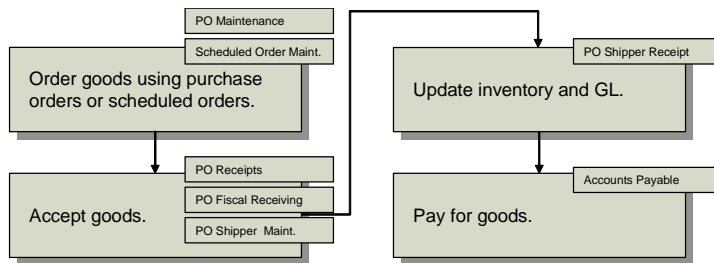 PO Maintenance
Scheduled Order Maint.
Order goods using purchase
orders or scheduled orders.
PO Receipts
PO Fiscal Receiving
PO Shipper Maint.
Accept goods.
PO Shipper Receipt
Update inventory and GL.
Accounts Payable
Pay for goods.